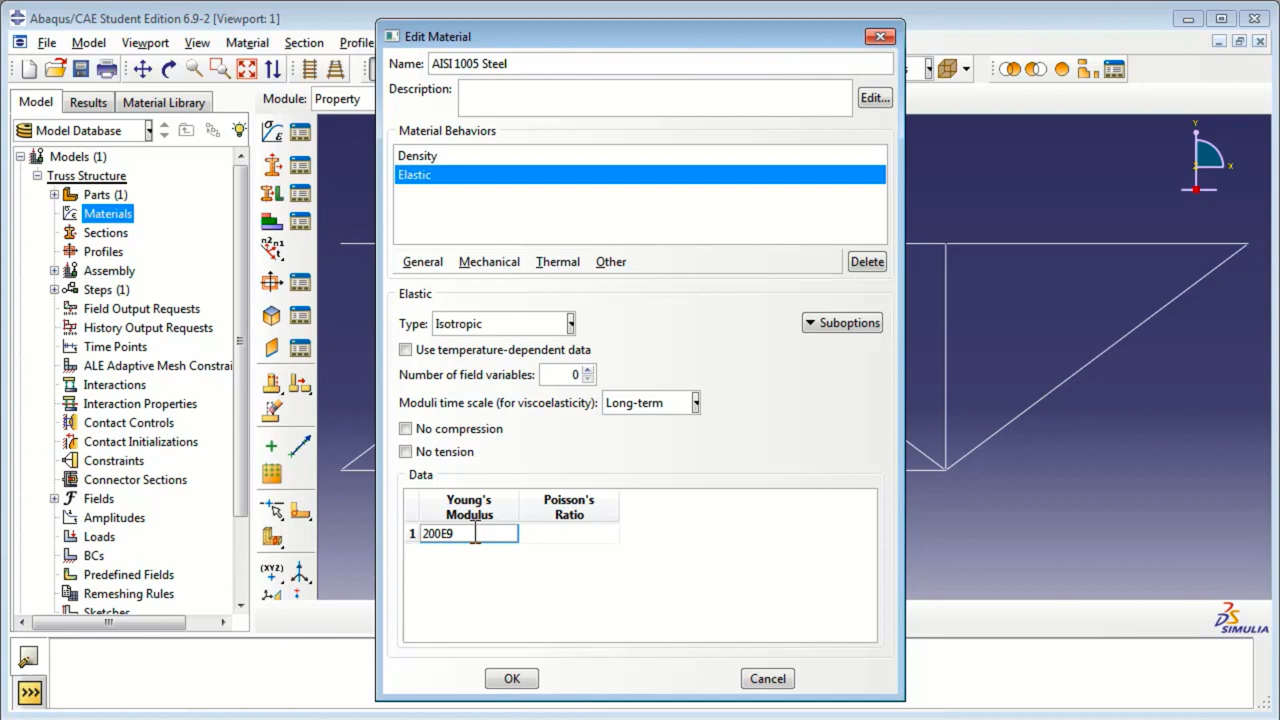 Abaqus/CAE Student Edition 6.9-2 [Viewport: 1]
File Model Viewport View Material Section Profile
Model Results Material Library
Module: Property
Model Database
Models (1)
Truss Structure
Parts (1)
Materials
Sections
Profiles
Assembly
Steps (1)
Field Output Requests
History Output Requests
Time Points
ALE Adaptive Mesh Constrai
Interactions
Interaction Properties
Contact Controls
Contact Initializations
Constraints
Connector Sections
Fields
Amplitudes
Loads
BCs
Predefined Fields
Remeshing Rules
Sketches
Edit Material
Name: AISI 1005 Steel
Description:
Edit...
Material Behaviors
Density
Elastic
General Mechanical Thermal Other Delete
Elastic
Type: Isotropic
Suboptions
Use temperature-dependent data
Number of field variables: 0
Moduli time scale (for viscoelasticity): Long-term
No compression
No tension
Data
Young's Modulus
Poisson's Ratio
1 200E9
OK Cancel
Y
X
Z
SIMULIA